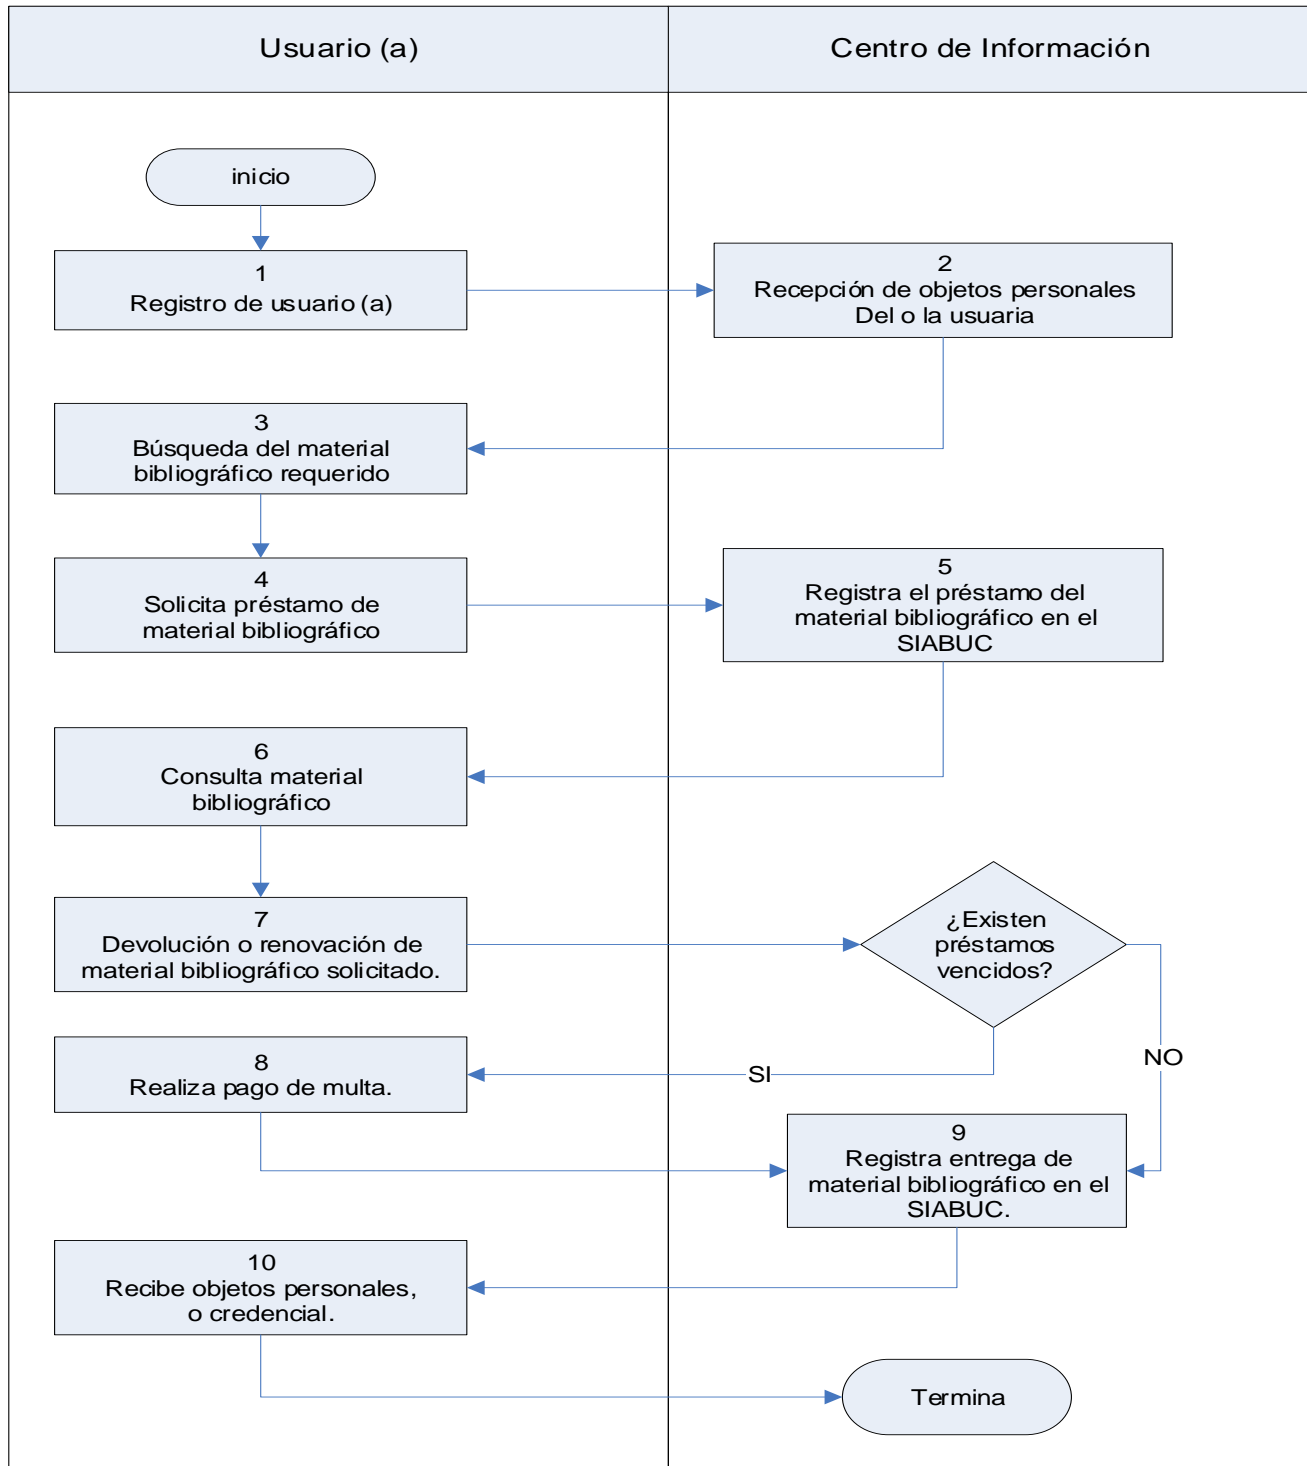 Usuario (a)
Centro de Información
inicio
1
Registro de usuario (a)
2
Recepción de objetos personales
Del o la usuaria
3
Búsqueda del material
bibliográfico requerido
4
Solicita préstamo de
material bibliográfico
5
Registra el préstamo del
material bibliográfico en el
SIABUC
6
Consulta material
bibliográfico
7
Devolución o renovación de
material bibliográfico solicitado.
¿Existen
préstamos
vencidos?
SI
NO
8
Realiza pago de multa.
9
Registra entrega de
material bibliográfico en el
SIABUC.
10
Recibe objetos personales,
o credencial.
Termina